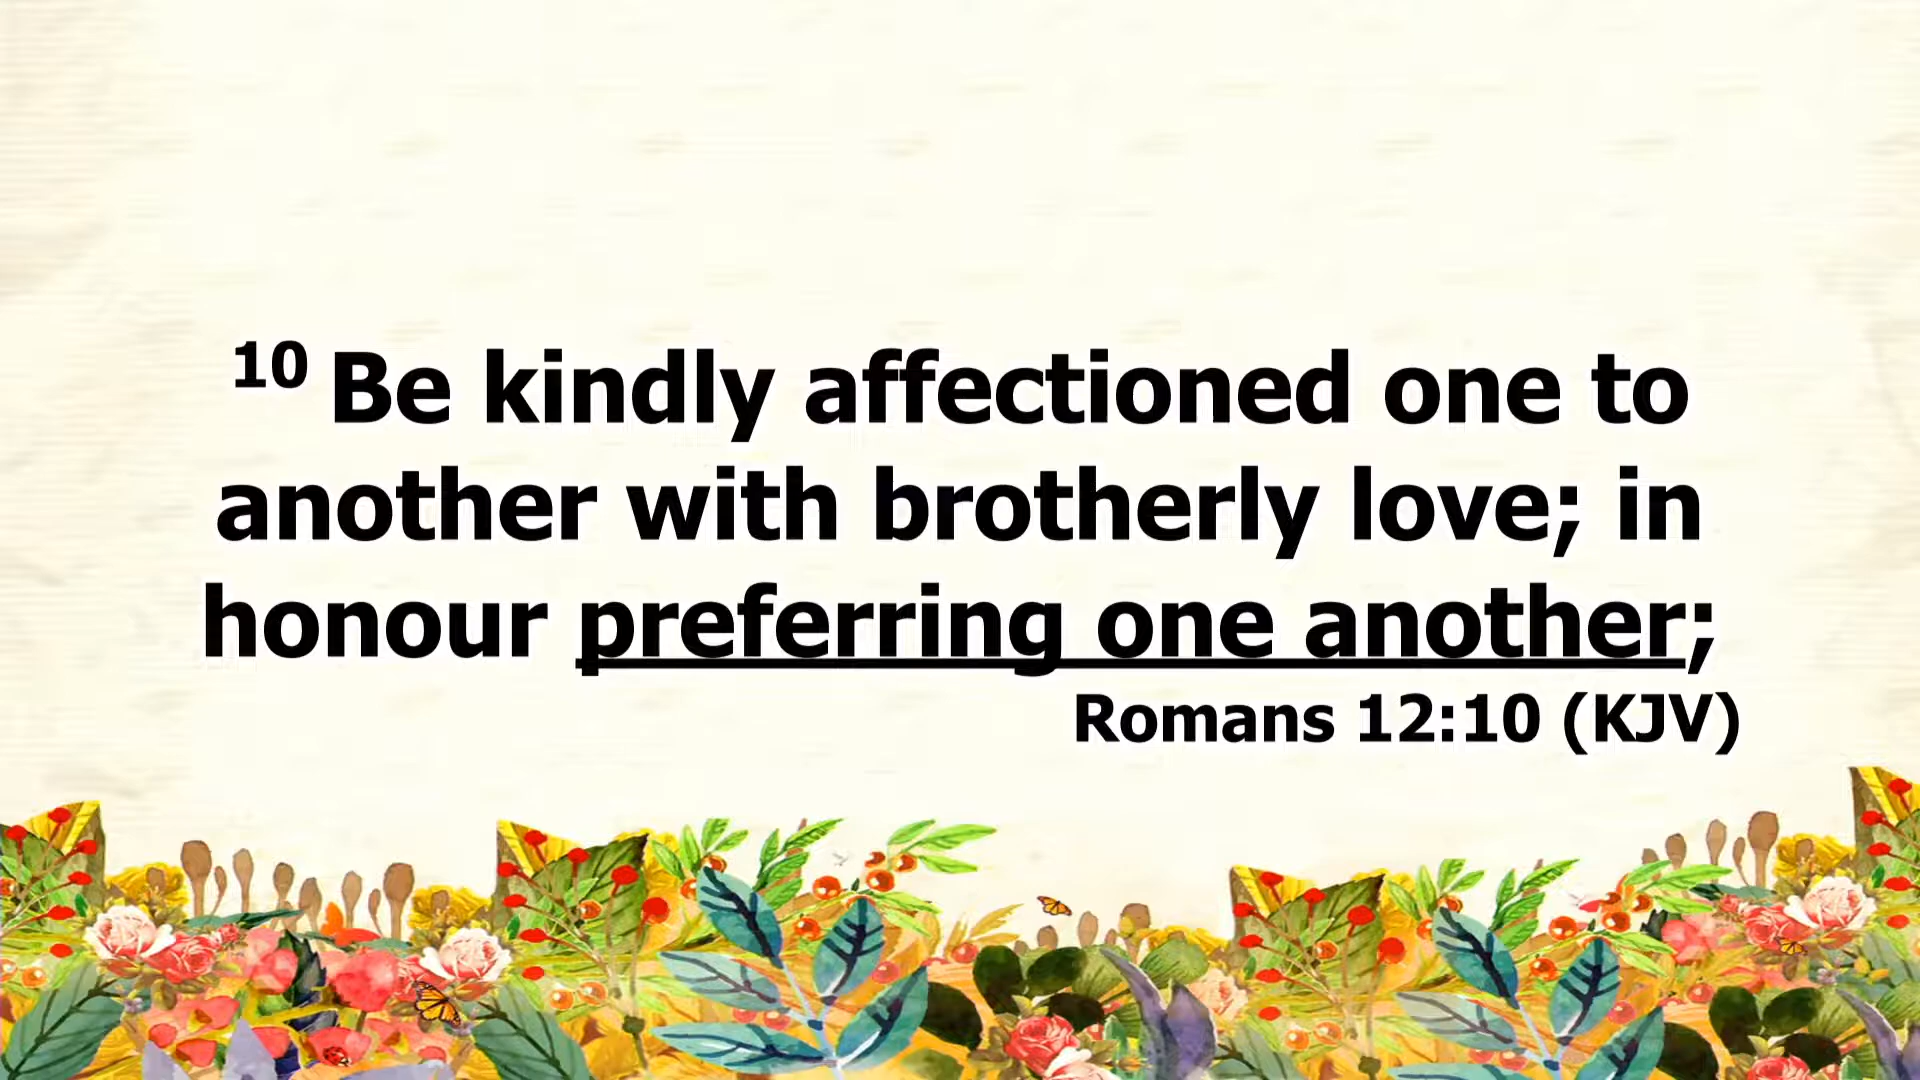 10 Be kindly affectioned one to
another with brotherly love; in
honour preferring one another;
Romans 12:10 (KJV)